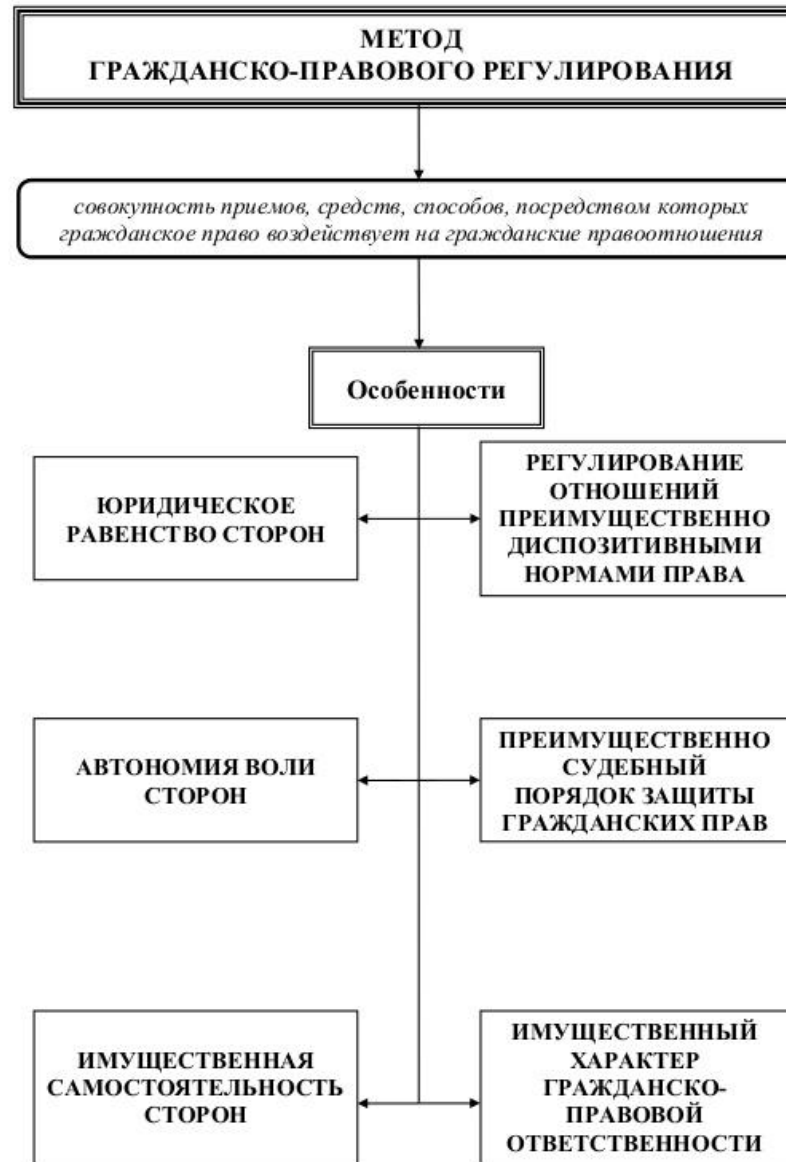 МЕТОД
ГРАЖДАНСКО-ПРАВОВОГО РЕГУЛИРОВАНИЯ
совокупность приемов, средств, способов, посредством которых
гражданское право воздействует на гражданские правоотношения
Особенности
ЮРИДИЧЕСКОЕ
РАВЕНСТВО СТОРОН
РЕГУЛИРОВАНИЕ
ОТНОШЕНИЙ
ПРЕИМУЩЕСТВЕННО
ДИСПОЗИТИВНЫМИ
НОРМАМИ ПРАВА
АВТОНОМИЯ ВОЛИ
СТОРОН
ПРЕИМУЩЕСТВЕННО
СУДЕБНЫЙ
ПОРЯДОК ЗАЩИТЫ
ГРАЖДАНСКИХ ПРАВ
ИМУЩЕСТВЕННАЯ
САМОСТОЯТЕЛЬНОСТЬ
СТОРОН
ИМУЩЕСТВЕННЫЙ
ХАРАКТЕР
ГРАЖДАНСКО-
ПРАВОВОЙ
ОТВЕТСТВЕННОСТИ